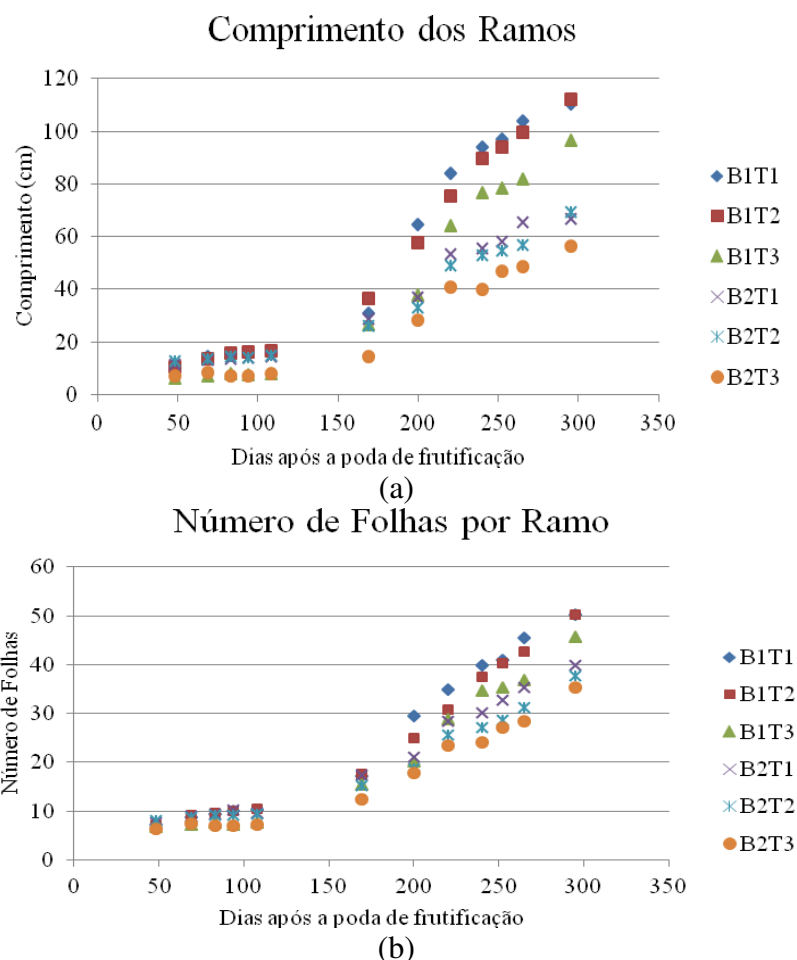 Comprimento dos Ramos
120
100
80
60
40
20
0
Comprimento (cm)
0 50 100 150 200 250 300 350
Dias após a poda de frutificação
B1T1
B1T2
B1T3
B2T1
B2T2
B2T3
(a)
Número de Folhas por Ramo
60
50
40
30
20
10
0
Número de Folhas
0 50 100 150 200 250 300 350
Dias após a poda de frutificação
B1T1
B1T2
B1T3
B2T1
B2T2
B2T3
(b)